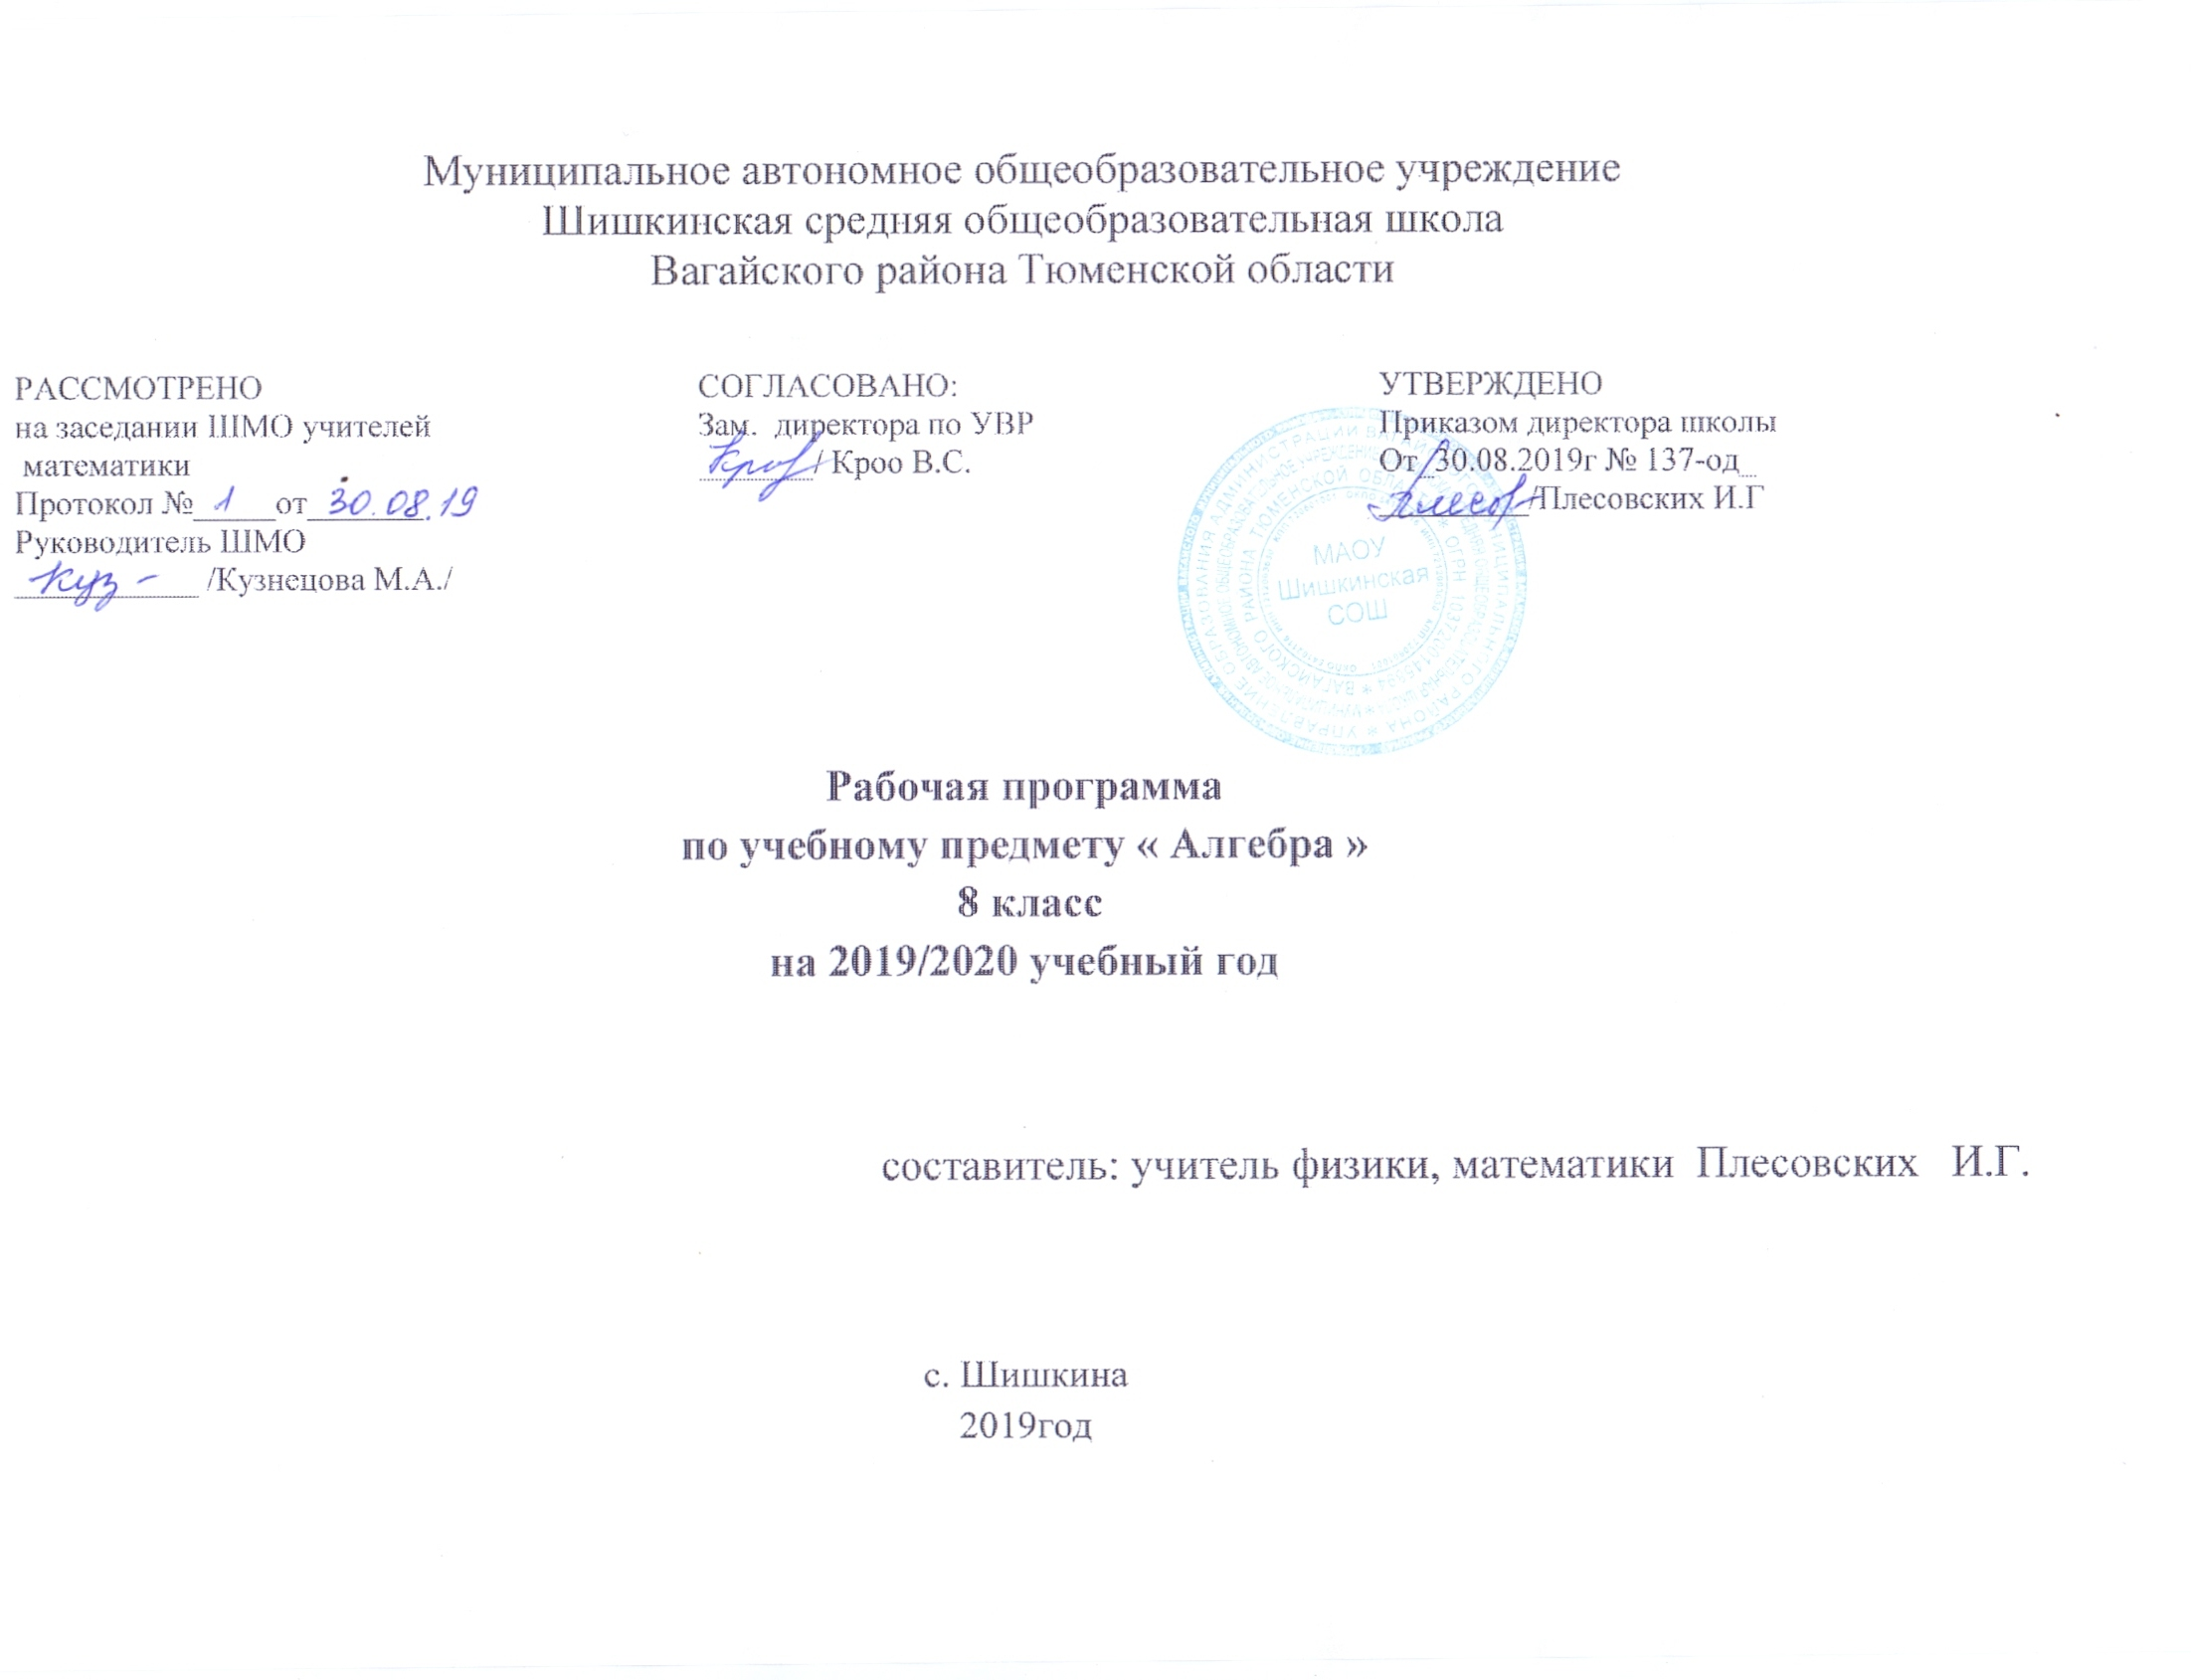 Муниципальное автономное общеобразовательное учреждение
Шишкинская средняя общеобразовательная школа
Вагайского района Тюменской области
РАССМОТРЕНО
на заседании ШМО учителей
математики
Протокол № 1 от 30.08.19
Руководитель ШМО
Куз- /Кузнецова М.А./
СОГЛАСОВАНО:
Зам. директора по УВР
/ Кроо В.С.
УТВЕРЖДЕНО
Приказом директора школы
От 30.08.2019г № 137-од
/Плесовских И.Г
МАОУ
Шишкинская
СОШ
Рабочая программа
по учебному предмету « Алгебра »
8 класс
на 2019/2020 учебный год
составитель: учитель физики, математики Плесовских И.Г.
с. Шишкина
2019год